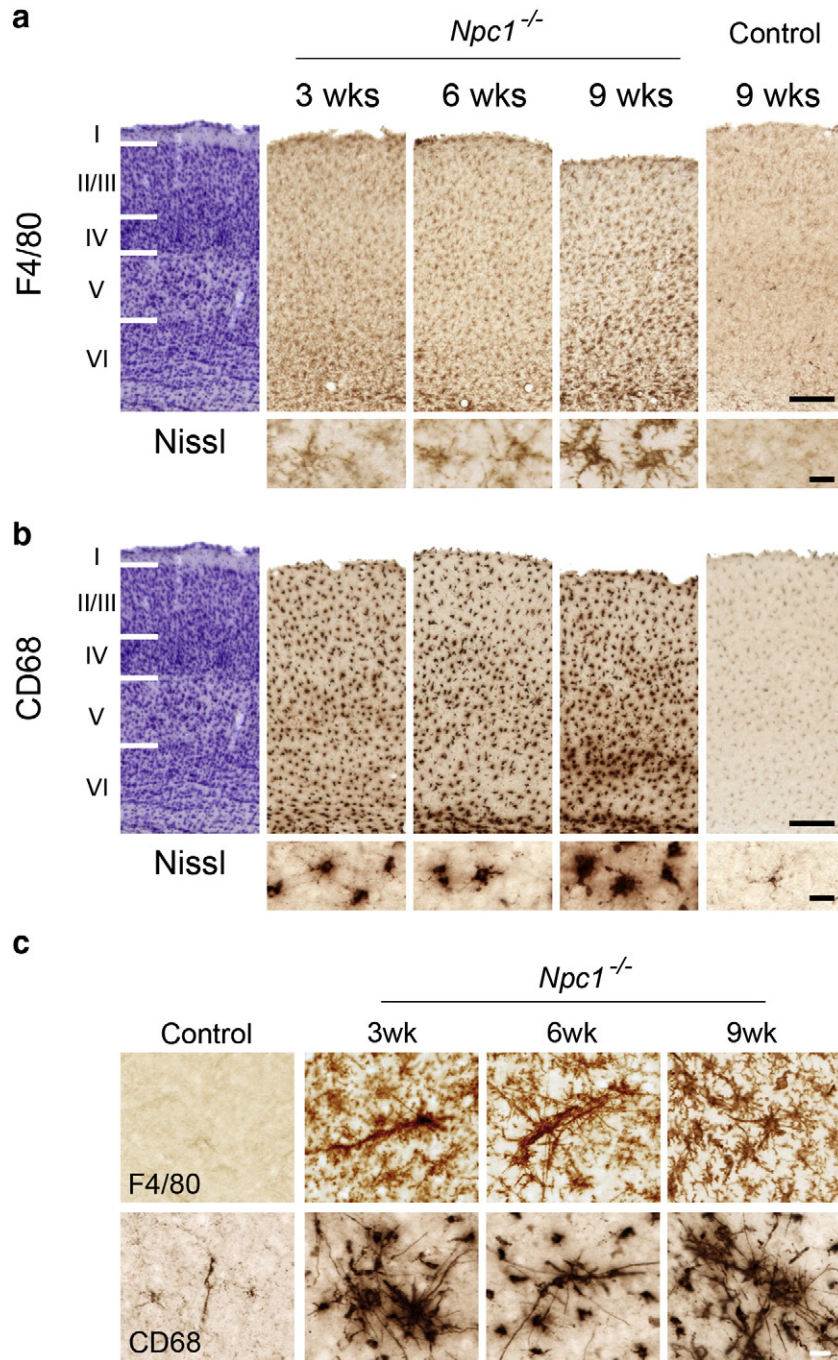 a
Npc1-/-
Control
3 wks 6 wks 9 wks 9 wks
I
II/III
IV
V
VI
F4/80
Nissl
b
I
II/III
IV
V
VI
CD68
Nissl
c
Npc1-/-
Control 3wk 6wk 9wk
F4/80
CD68